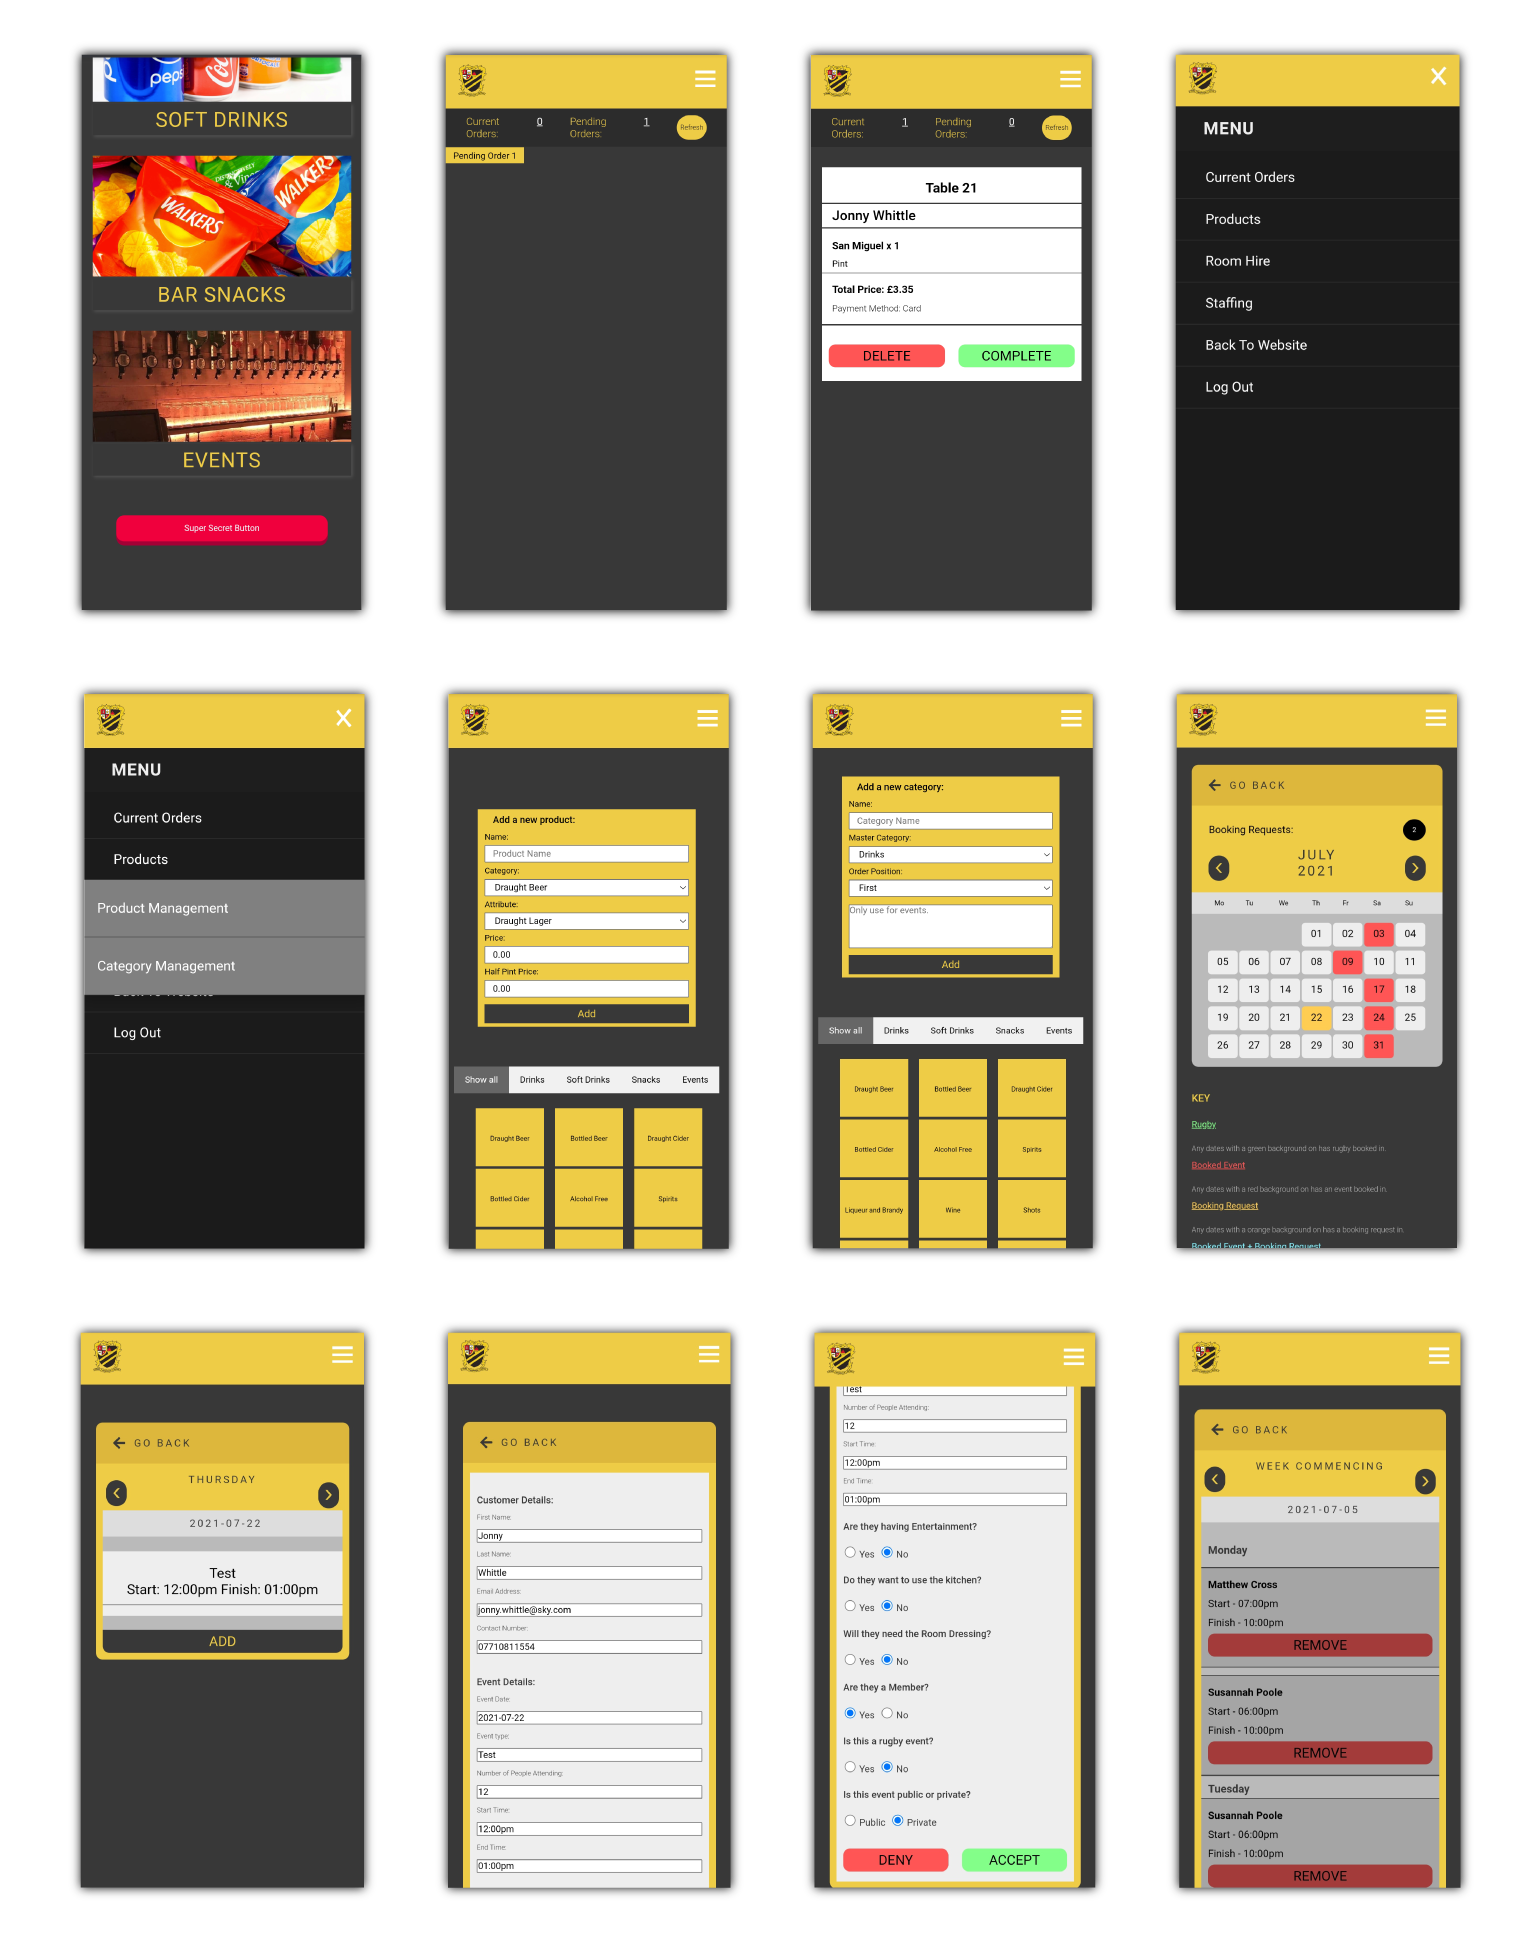 peps
SOFT DRINKS
& Vin
WALKERS
WALKERS
BAR SNACKS
EVENTS
Super Secret Button
Current Orders: 0 Pending Orders: 1 Refresh
Pending Order 1
Current Orders: 1 Pending Orders: 0 Refresh
Table 21
Jonny Whittle
San Miguel x 1
Pint
Total Price: £3.35
Payment Method: Card
DELETE COMPLETE
X
MENU
Current Orders
Products
Room Hire
Staffing
Back To Website
Log Out
X
MENU
Current Orders
Products
Product Management
Category Management
Back To Website
Log Out
Add a new product:
Name:
Product Name
Category:
Draught Beer
Attribute:
Draught Lager
Price:
0.00
Half Pint Price:
0.00
Add
Show all Drinks Soft Drinks Snacks Events
Draught Beer Bottled Beer Draught Cider
Bottled Cider Alcohol Free Spirits
Add a new category:
Name:
Category Name
Master Category:
Drinks
Order Position:
First
Only use for events.
Add
Show all Drinks Soft Drinks Snacks Events
Draught Beer Bottled Beer Draught Cider
Bottled Cider Alcohol Free Spirits
Liqueur and Brandy Wine Shots
GO BACK
Booking Requests: 2
JULY
2021
Mo Tu We Th Fr Sa Su
01 02 03 04
05 06 07 08 09 10 11
12 13 14 15 16 17 18
19 20 21 22 23 24 25
26 27 28 29 30 31
KEY
Rugby
Any dates with a green background on has rugby booked in.
Booked Event
Any dates with a red background on has an event booked in.
Booking Request
Any dates with a orange background on has a booking request in.
Booked Event + Booking Request
GO BACK
THURSDAY
2021-07-22
Test
Start: 12:00pm Finish: 01:00pm
ADD
GO BACK
Customer Details:
First Name:
Jonny
Last Name:
Whittle
Email Address:
jonny.whittle@sky.com
Contact Number:
07710811554
Event Details:
Event Date:
2021-07-22
Event type:
Test
Number of People Attending:
12
Start Time:
12:00pm
End Time:
01:00pm
Test
Number of People Attending:
12
Start Time:
12:00pm
End Time:
01:00pm
Are they having Entertainment?
Yes No
Do they want to use the kitchen?
Yes No
Will they need the Room Dressing?
Yes No
Are they a Member?
Yes No
Is this a rugby event?
Yes No
Is this event public or private?
Public Private
DENY ACCEPT
GO BACK
WEEK COMMENCING
2021-07-05
Monday
Matthew Cross
Start - 07:00pm
Finish - 10:00pm
REMOVE
Susannah Poole
Start - 06:00pm
Finish - 10:00pm
REMOVE
Tuesday
Susannah Poole
Start - 06:00pm
Finish - 10:00pm
REMOVE